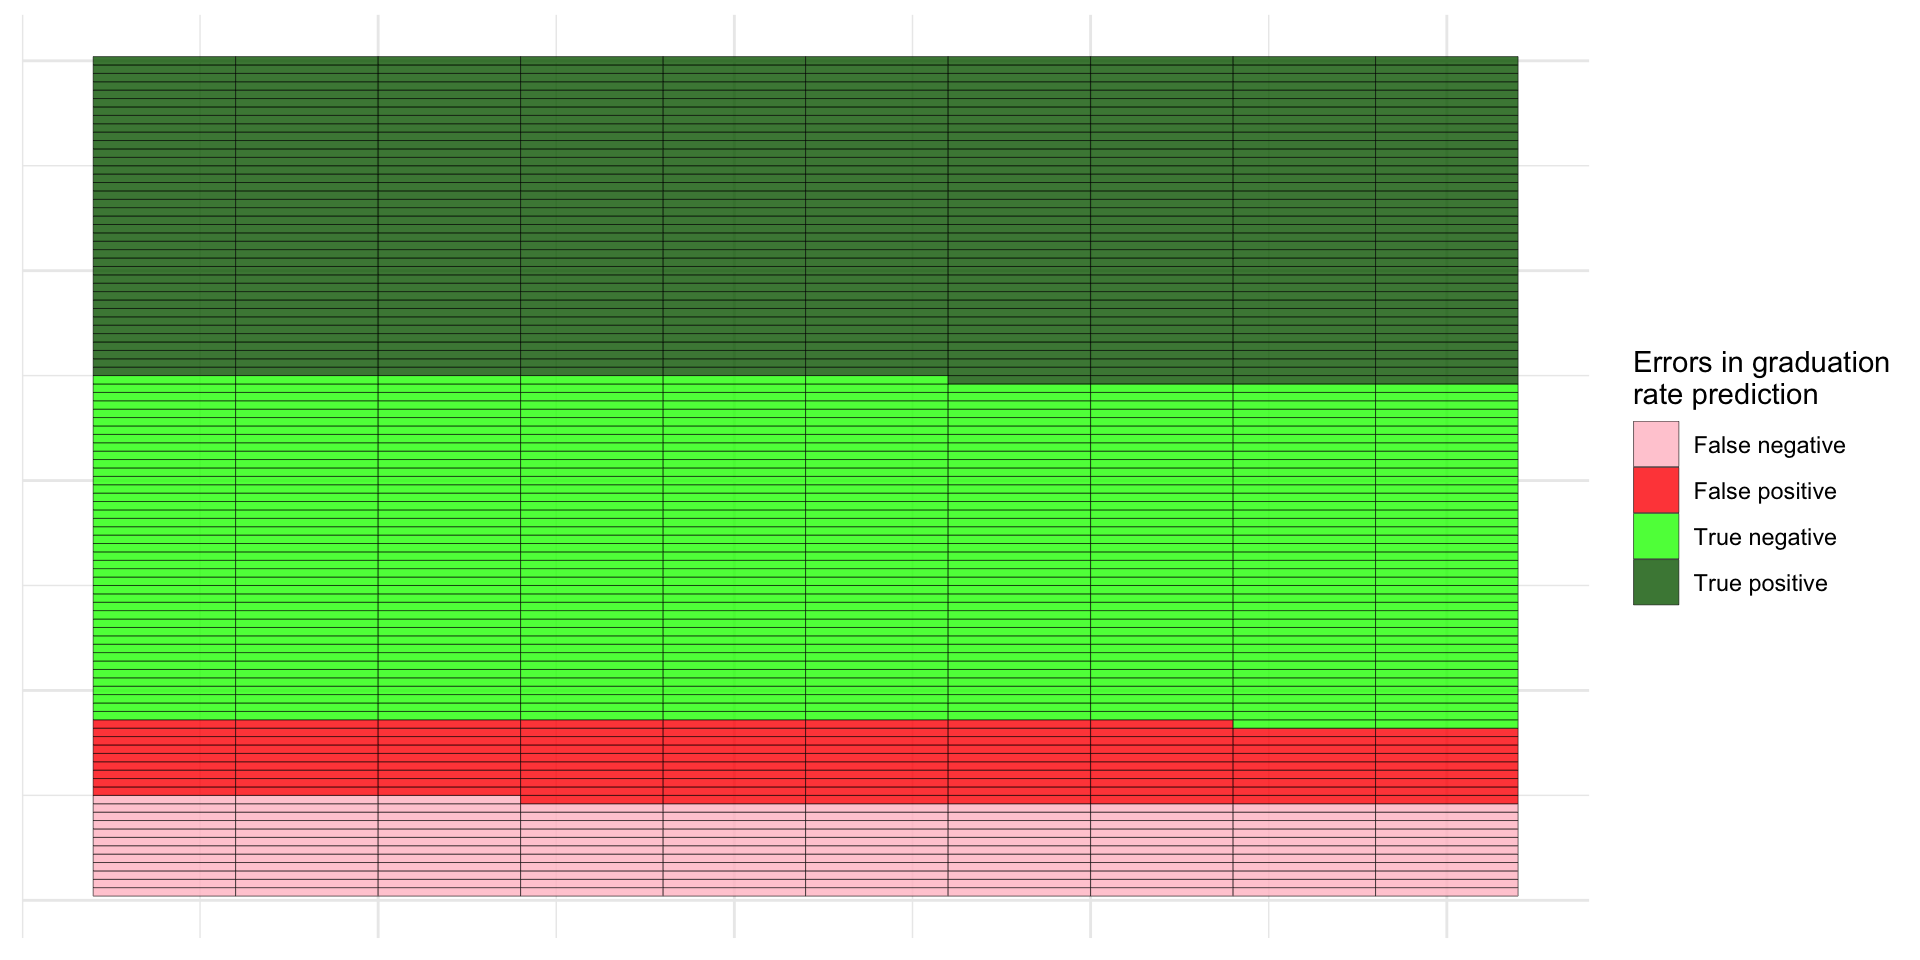 Errors in graduation
rate prediction
False negative
False positive
True negative
True positive